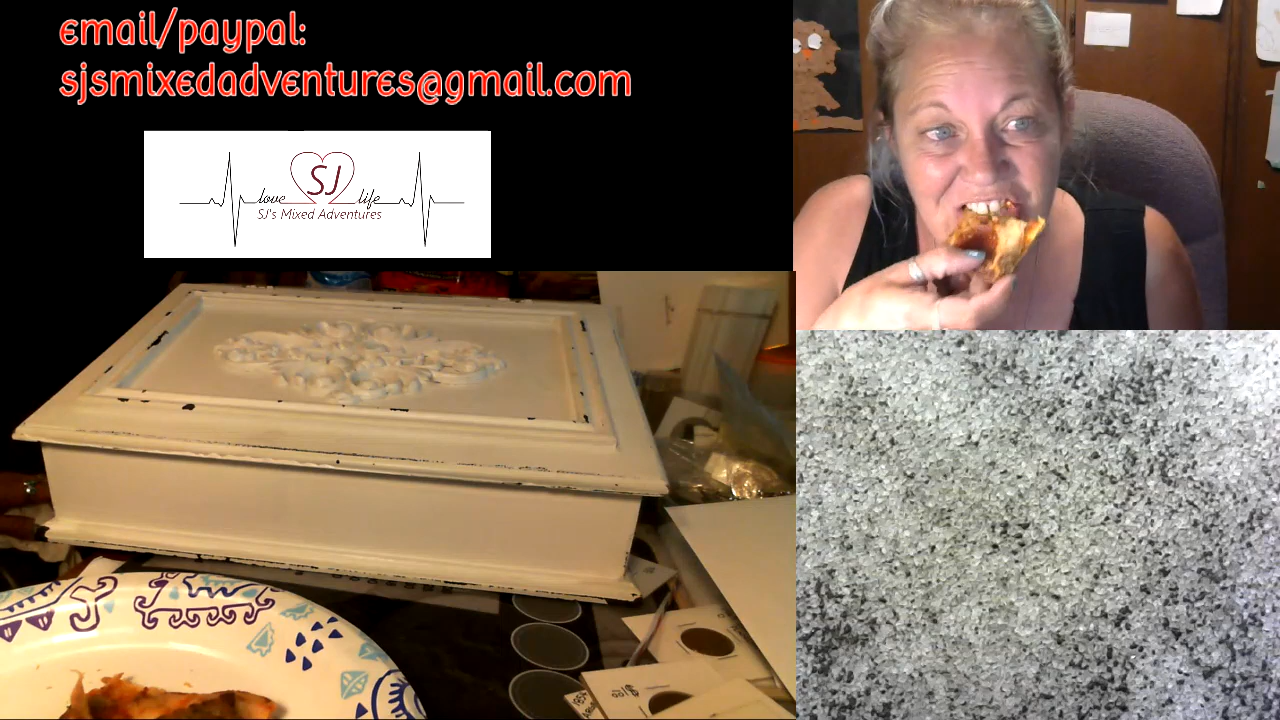 email/paypal:
sjsmixedadventures@gmail.com
SJ
love life
SJ's Mixed Adventures